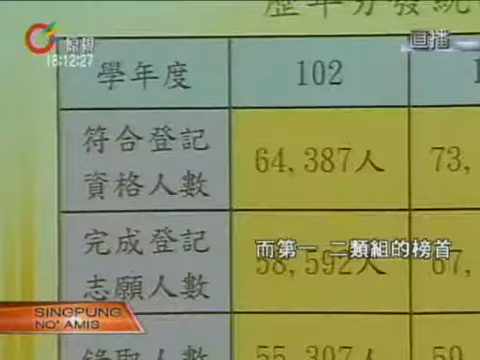 歷年分發統
原視
直播
16:12:27
學年度 102 1
符合登記
資格人數
64,387人 73,
完成登記
志願人數
58,592人 67,
而第一 二類組的榜首
SINGPUNG
NO' AMIS
錄取人數 55,307人 59